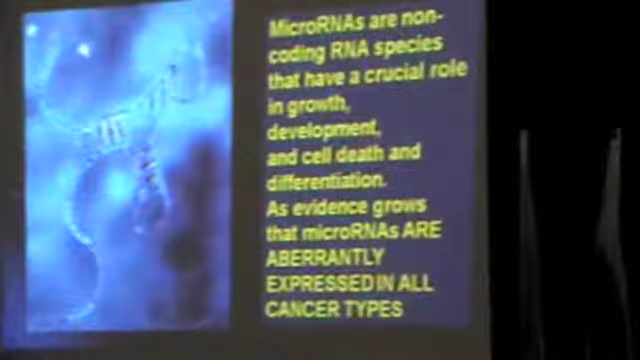 MicroRNAs are non-
coding RNA species
that have a crucial role
in growth,
development,
and cell death and
differentiation.
As evidence grows
that microRNAs ARE
ABERRANTLY
EXPRESSED IN ALL
CANCER TYPES